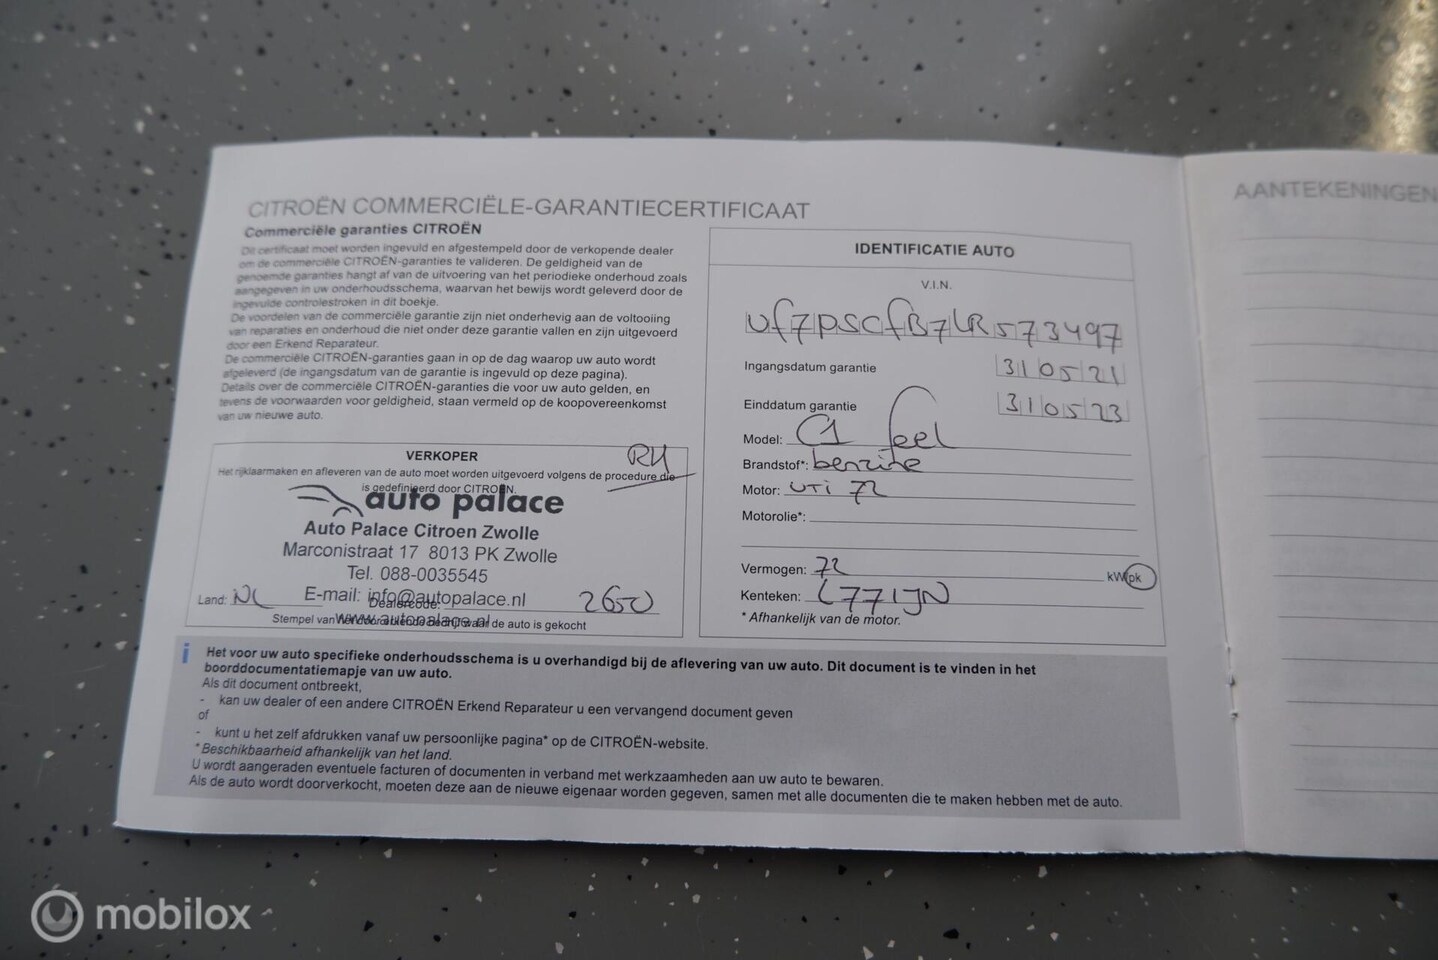 CITROËN COMMERCIËLE-GARANTIECERTIFICAAT
Commerciële garanties CITROËN
Dit certificaat moet worden ingevuld en afgestempeld door de verkopende dealer
om de commerciële CITROËN-garanties te valideren. De geldigheid van de
genoemde garanties hangt af van de uitvoering van het periodieke onderhoud zoals
aangegeven in uw onderhoudsschema, waarvan het bewijs wordt geleverd door de
ingevulde controlestroken in dit boekje.
De voordelen van de commerciële garantie zijn niet onderhevig aan de voltooiing
van reparaties en onderhoud die niet onder deze garantie vallen en zijn uitgevoerd
door een Erkend Reparateur.
De commerciële CITROËN-garanties gaan in op de dag waarop uw auto wordt
afgeleverd (de ingangsdatum van de garantie is ingevuld op deze pagina).
Details over de commerciële CITROËN-garanties die voor uw auto gelden, en
tevens de voorwaarden voor geldigheid, staan vermeld op de koopovereenkomst
van uw nieuwe auto.
VERKOPER
RH
Het rijklaarmaken en afleveren van de auto moet worden uitgevoerd volgens de procedure die
is gedefinieerd door CITROËN.
auto palace
Auto Palace Citroen Zwolle
Marconistraat 17 8013 PK Zwolle
Tel. 088-0035545
E-mail: info@autopalace.nl
Land: NL Dealercode: 2650
www.autopalace.nl
Stempel van het waar de auto is gekocht
IDENTIFICATIE AUTO
V.I.N.
Vf7PSCfB7LR573497
Ingangsdatum garantie 31 05 21
Einddatum garantie 31 05 23
Model: C1 feel
Brandstof*: benzine
Motor: VTi 72
Motorolie*:
Vermogen: 72 kW/pk
Kenteken: L771JN
* Afhankelijk van de motor.
i Het voor uw auto specifieke onderhoudsschema is u overhandigd bij de aflevering van uw auto. Dit document is te vinden in het
boorddocumentatiemapje van uw auto.
Als dit document ontbreekt,
- kan uw dealer of een andere CITROËN Erkend Reparateur u een vervangend document geven
of
- kunt u het zelf afdrukken vanaf uw persoonlijke pagina* op de CITROËN-website.
* Beschikbaarheid afhankelijk van het land.
U wordt aangeraden eventuele facturen of documenten in verband met werkzaamheden aan uw auto te bewaren.
Als de auto wordt doorverkocht, moeten deze aan de nieuwe eigenaar worden gegeven, samen met alle documenten die te maken hebben met de auto.
AANTEKENINGEN
mobilox